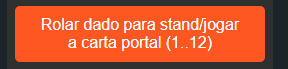 Rolar dado para stand/jogar
a carta portal (1..12)